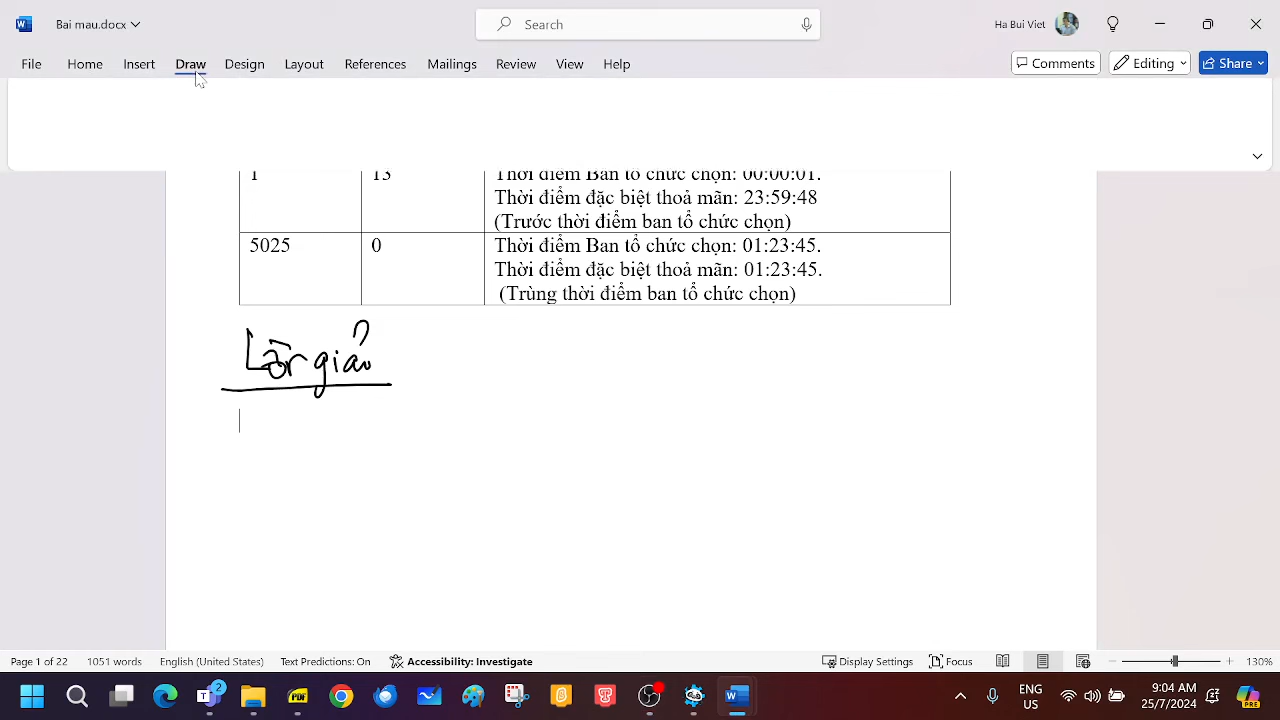 Bai mau.docx
Search
Ha Bui Viet
File Home Insert Draw Design Layout References Mailings Review View Help
Comments Editing Share
1 13 Thời điểm Ban tổ chức chọn: 00:00:01.
Thời điểm đặc biệt thoả mãn: 23:59:48
(Trước thời điểm ban tổ chức chọn)
5025 0 Thời điểm Ban tổ chức chọn: 01:23:45.
Thời điểm đặc biệt thoả mãn: 01:23:45.
(Trùng thời điểm ban tổ chức chọn)
Lời giải
Page 1 of 22 1051 words English (United States) Text Predictions: On Accessibility: Investigate Display Settings Focus 130%
2 PDF ENG US 9:04 AM 25/7/2024 PRE